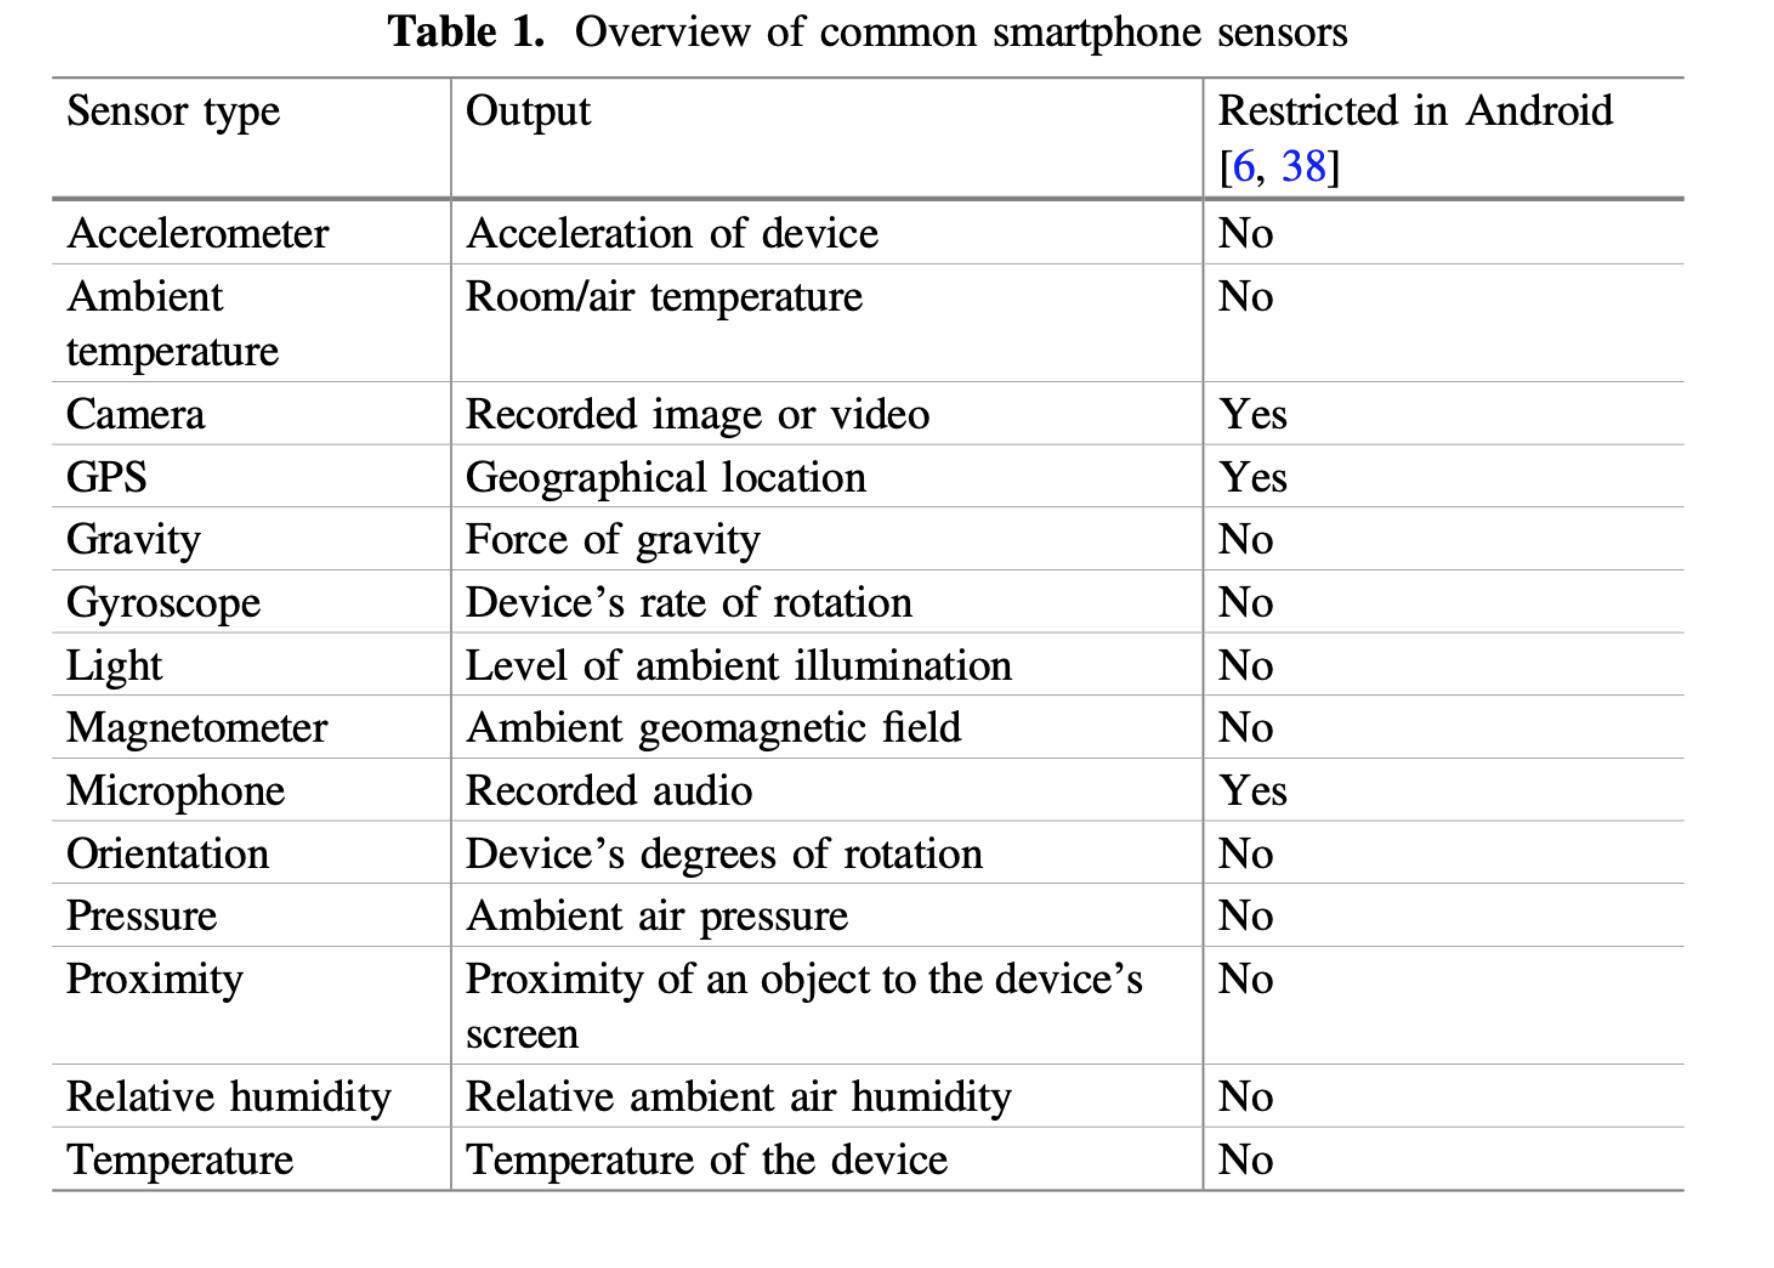 Table 1. Overview of common smartphone sensors
Sensor type Output Restricted in Android
[6, 38]
Accelerometer Acceleration of device No
Ambient Room/air temperature No
temperature
Camera Recorded image or video Yes
GPS Geographical location Yes
Gravity Force of gravity No
Gyroscope Device’s rate of rotation No
Light Level of ambient illumination No
Magnetometer Ambient geomagnetic field No
Microphone Recorded audio Yes
Orientation Device’s degrees of rotation No
Pressure Ambient air pressure No
Proximity Proximity of an object to the device’s No
screen
Relative humidity Relative ambient air humidity No
Temperature Temperature of the device No